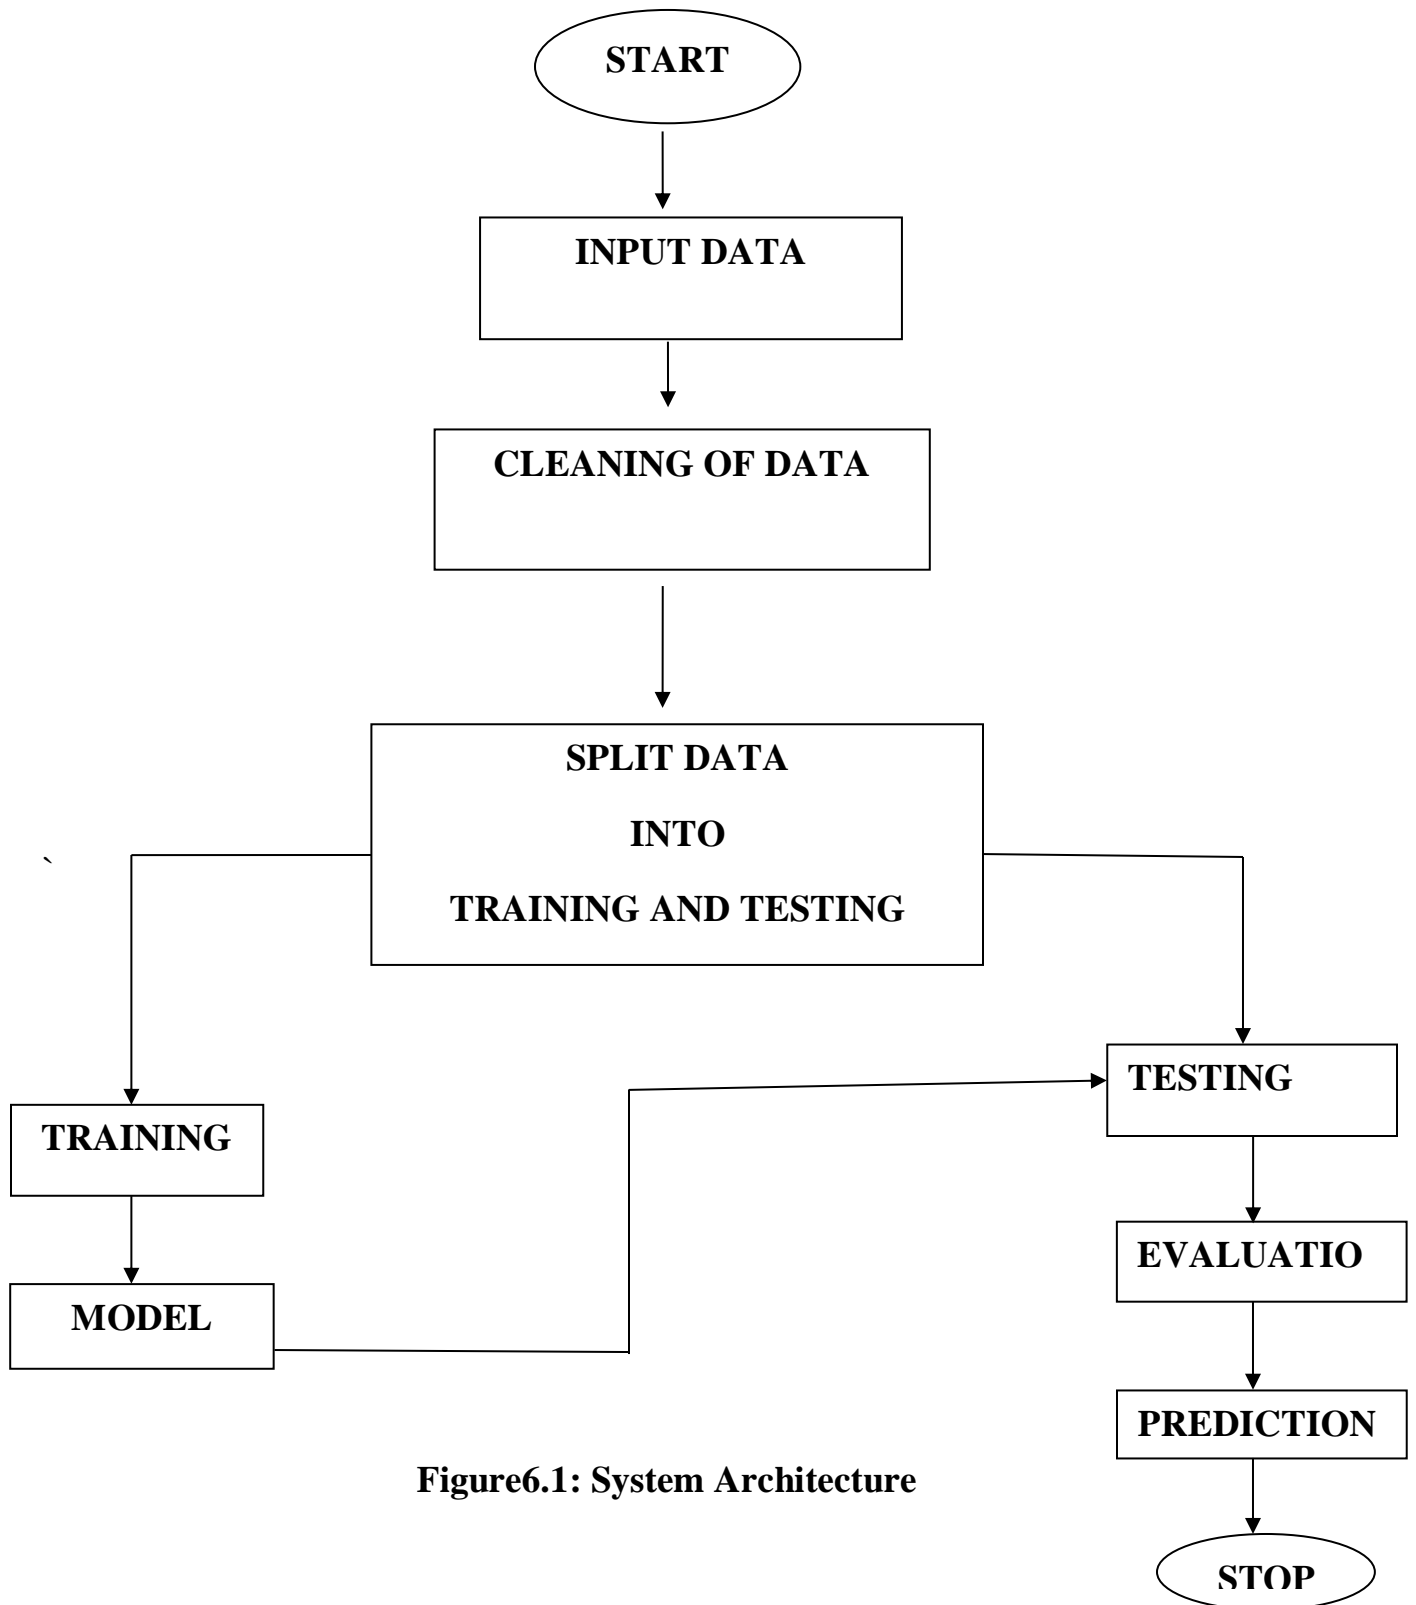 START
INPUT DATA
CLEANING OF DATA
SPLIT DATA
INTO
TRAINING AND TESTING
`
TRAINING
MODEL
TESTING
EVALUATIO
PREDICTION
STOP
Figure6.1: System Architecture